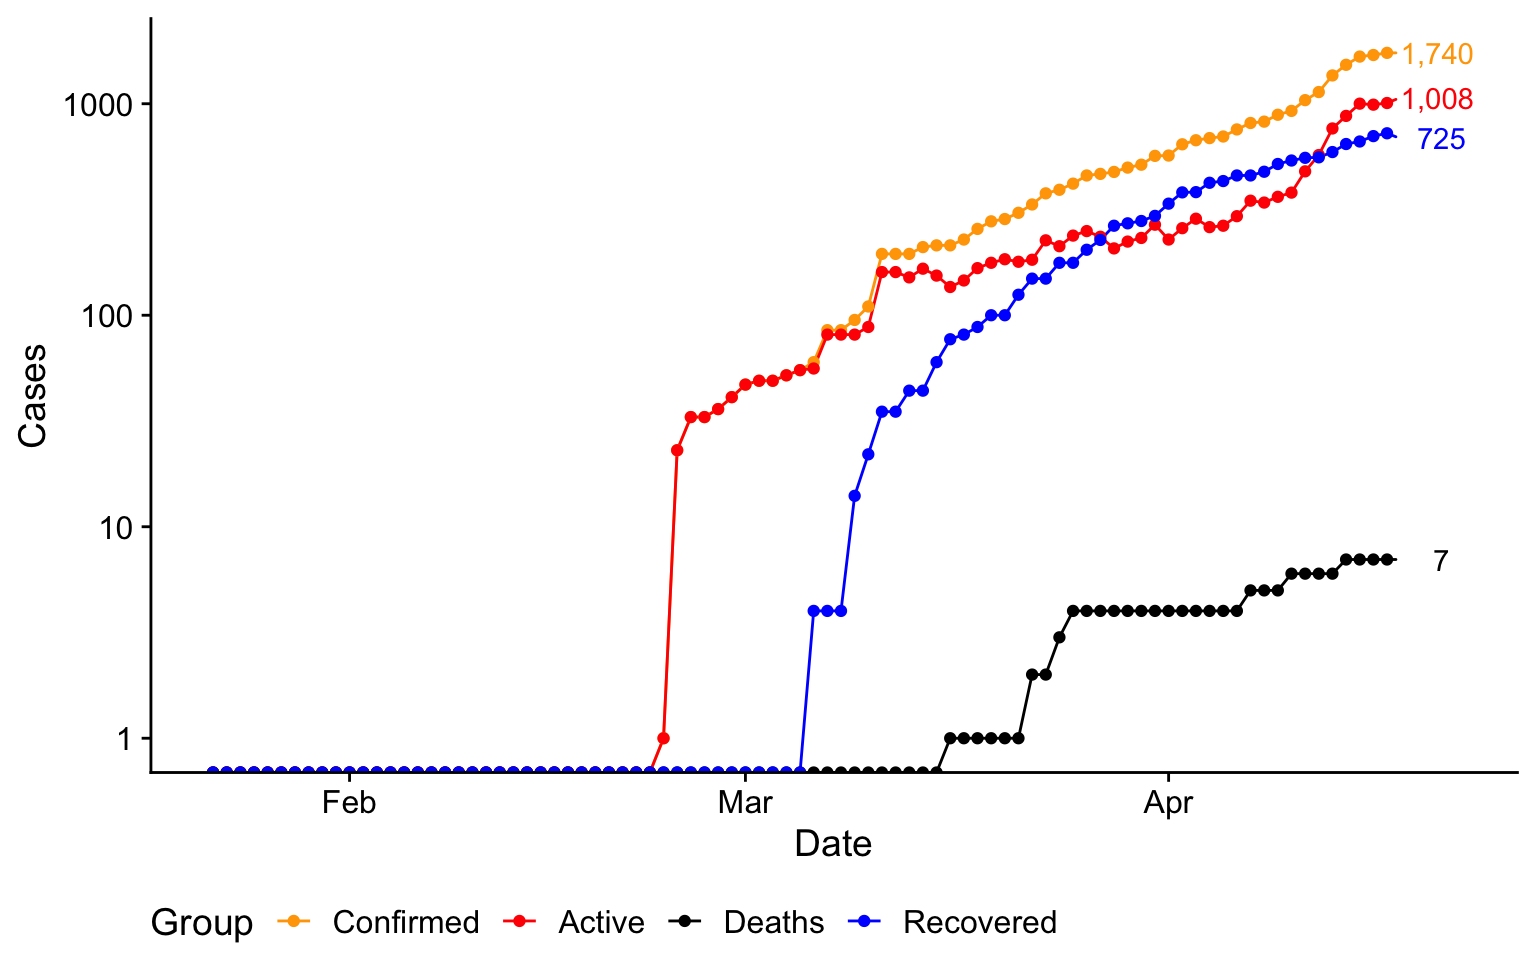 1,740
1000
1,008
725
100
Cases
10
7
1
Feb Mar Apr
Date
Group Confirmed Active Deaths Recovered